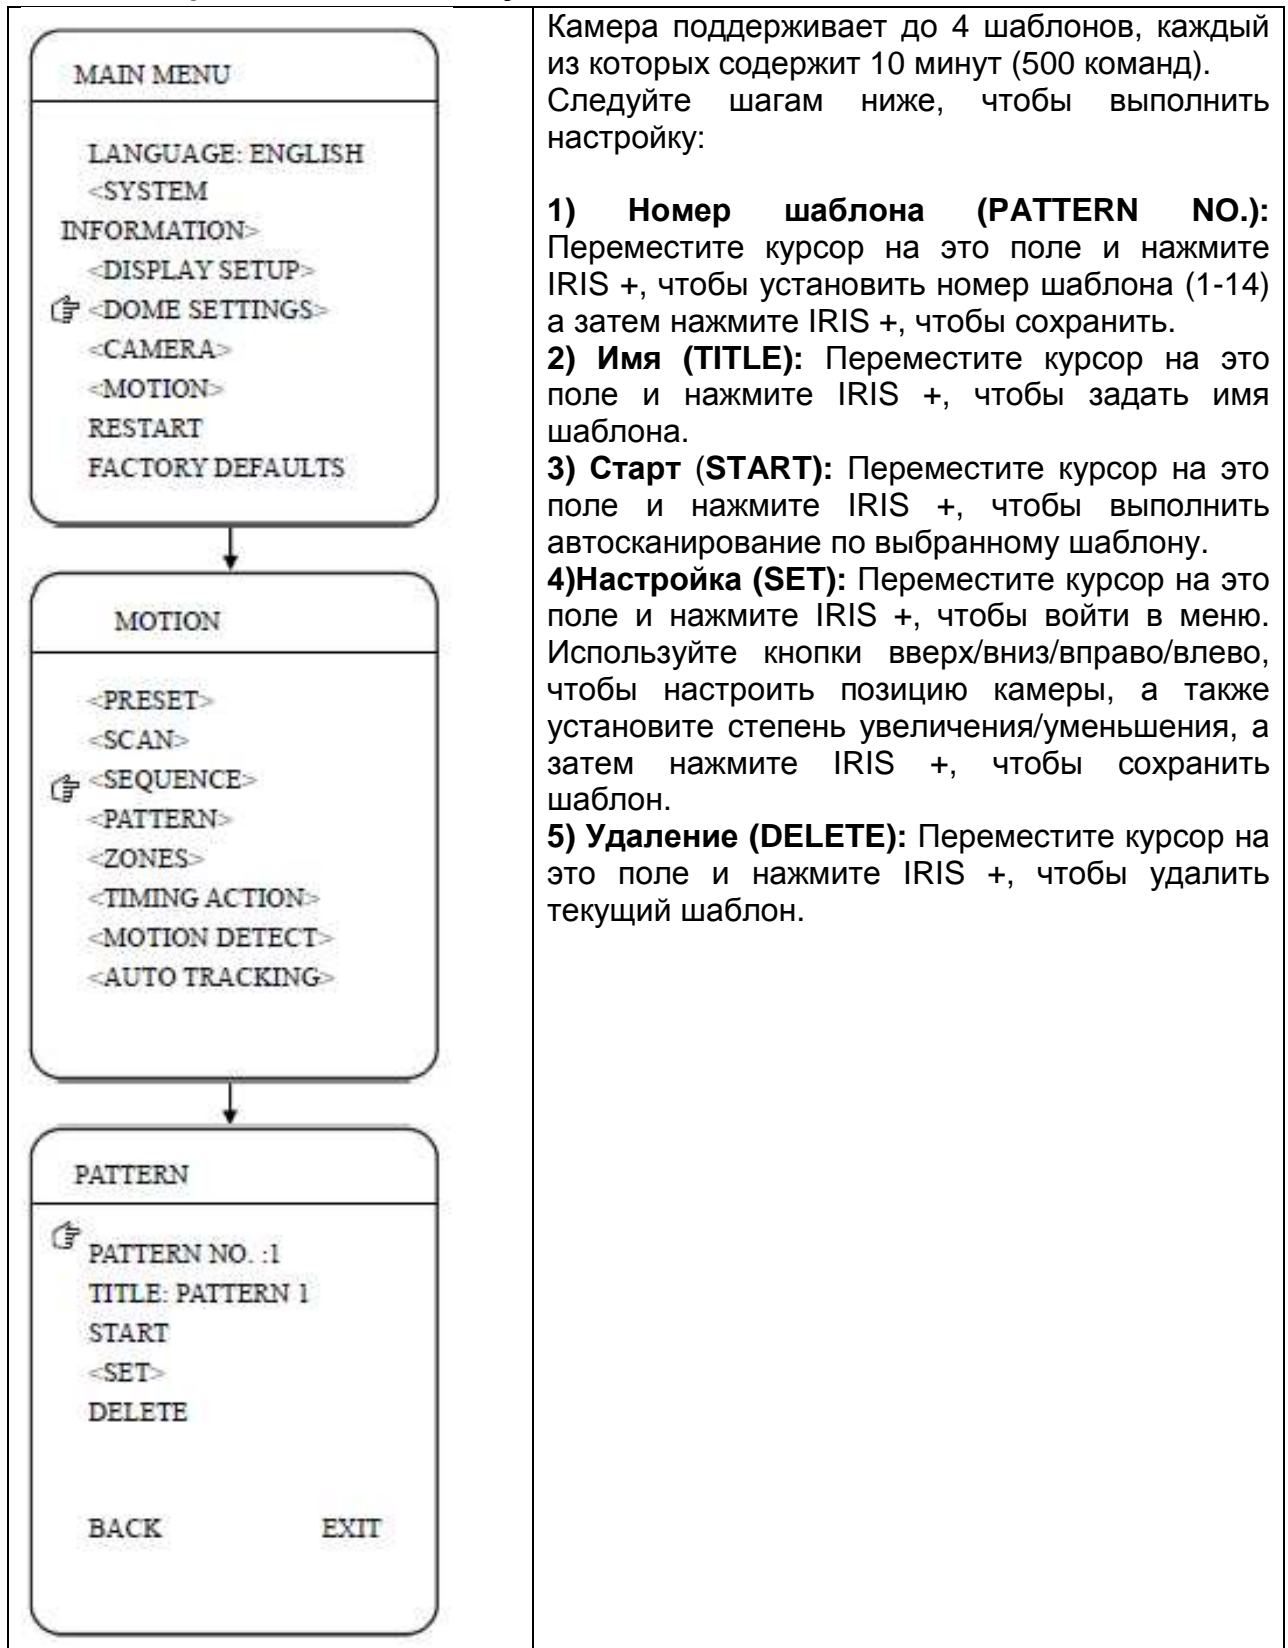 MAIN MENU
LANGUAGE: ENGLISH
<SYSTEM
INFORMATION>
<DISPLAY SETUP>
<DOME SETTINGS>
<CAMERA>
<MOTION>
RESTART
FACTORY DEFAULTS
MOTION
<PRESET>
<SCAN>
<SEQUENCE>
<PATTERN>
<ZONES>
<TIMING ACTION>
<MOTION DETECT>
<AUTO TRACKING>
PATTERN
PATTERN NO. :1
TITLE: PATTERN 1
START
<SET>
DELETE
BACK EXIT
Камера поддерживает до 4 шаблонов, каждый
из которых содержит 10 минут (500 команд).
Следуйте шагам ниже, чтобы выполнить
настройку:
1) Номер шаблона (PATTERN NO.):
Переместите курсор на это поле и нажмите
IRIS +, чтобы установить номер шаблона (1-14)
а затем нажмите IRIS +, чтобы сохранить.
2) Имя (TITLE): Переместите курсор на это
поле и нажмите IRIS +, чтобы задать имя
шаблона.
3) Старт (START): Переместите курсор на это
поле и нажмите IRIS +, чтобы выполнить
автосканирование по выбранному шаблону.
4)Настройка (SET): Переместите курсор на это
поле и нажмите IRIS +, чтобы войти в меню.
Используйте кнопки вверх/вниз/вправо/влево,
чтобы настроить позицию камеры, а также
установите степень увеличения/уменьшения, а
затем нажмите IRIS +, чтобы сохранить
шаблон.
5) Удаление (DELETE): Переместите курсор на
это поле и нажмите IRIS +, чтобы удалить
текущий шаблон.